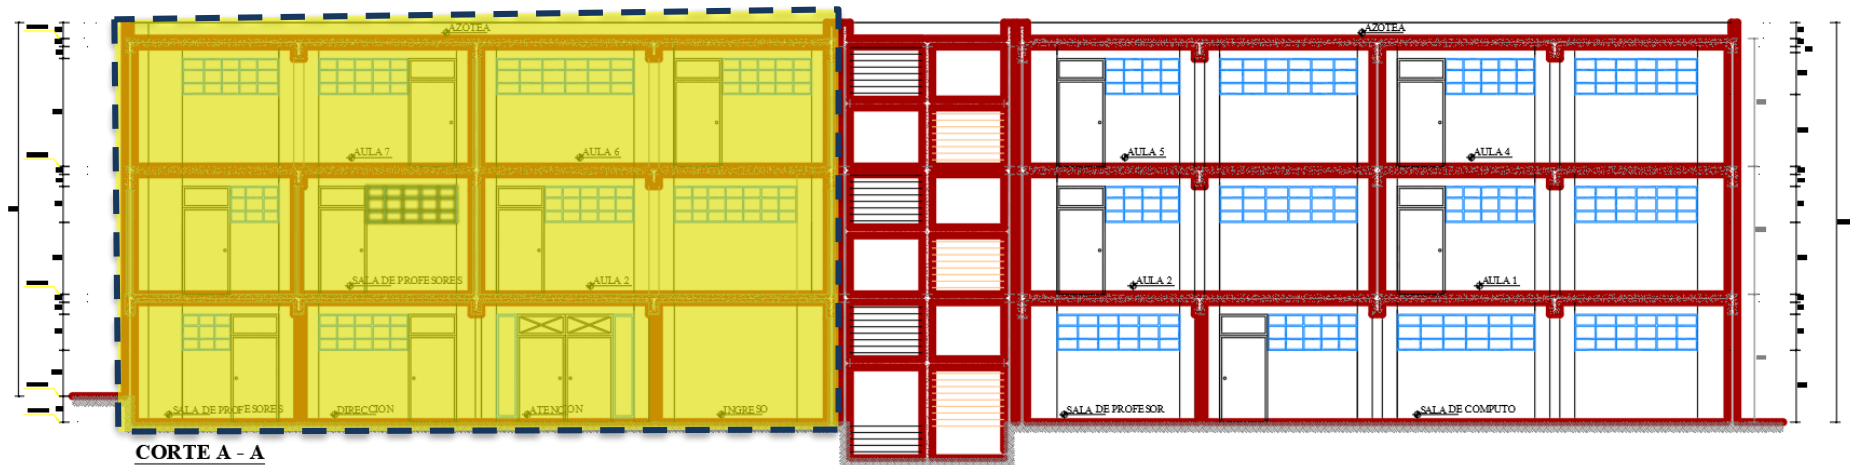 AZOTEA AZOTEA
AULA 7 AULA 6 AULA 5 AULA 4
SALA DE PROFESORES AULA 2 AULA 2 AULA 1
SALA DE PROFESORES DIRECCION ATENCION INGRESO SALA DE PROFESOR SALA DE COMPUTO
CORTE A - A